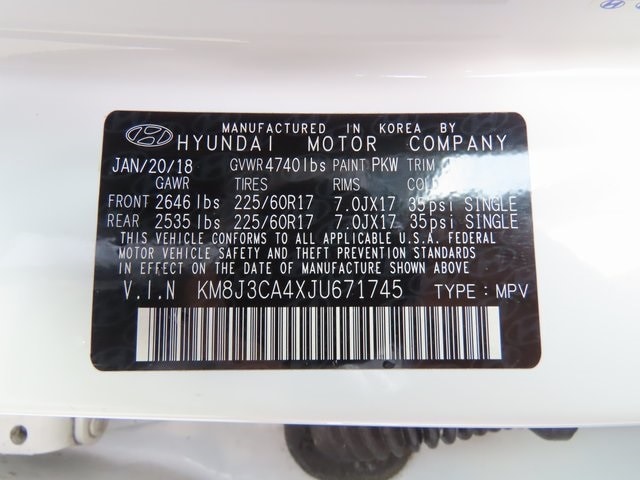 MANUFACTURED IN KOREA BY
HYUNDAI MOTOR COMPANY
JAN/20/18 GVWR 4740lbs PAINT PKW TRIM
GAWR TIRES RIMS
FRONT 2646 lbs 225/60R17 7.0JX17 35psi SINGLE
REAR 2535 lbs 225/60R17 7.0JX17 35psi SINGLE
THIS VEHICLE CONFORMS TO ALL APPLICABLE U.S.A. FEDERAL
MOTOR VEHICLE SAFETY AND THEFT PREVENTION STANDARDS
IN EFFECT ON THE DATE OF MANUFACTURE SHOWN ABOVE.
V.I.N KM8J3CA4XJU671745 TYPE : MPV